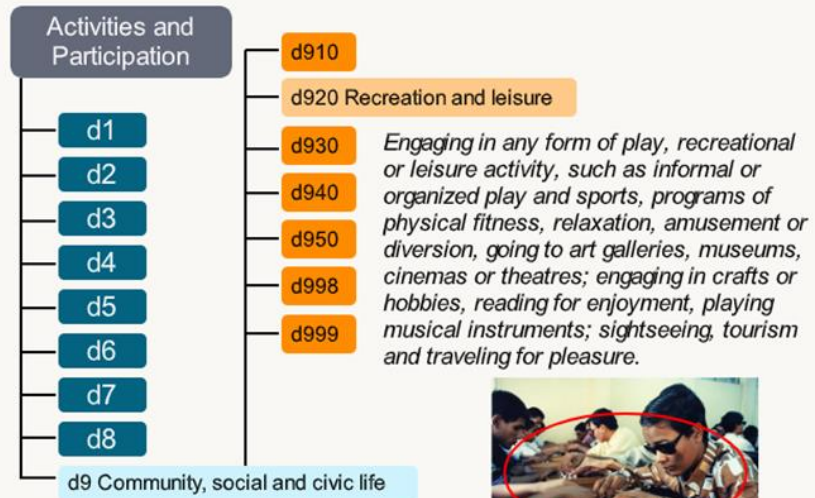 Activities and
Participation
d1
d2
d3
d4
d5
d6
d7
d8
d9 Community, social and civic life
d910
d920 Recreation and leisure
d930
d940
d950
d998
d999
Engaging in any form of play, recreational
or leisure activity, such as informal or
organized play and sports, programs of
physical fitness, relaxation, amusement or
diversion, going to art galleries, museums,
cinemas or theatres; engaging in crafts or
hobbies, reading for enjoyment, playing
musical instruments; sightseeing, tourism
and traveling for pleasure.